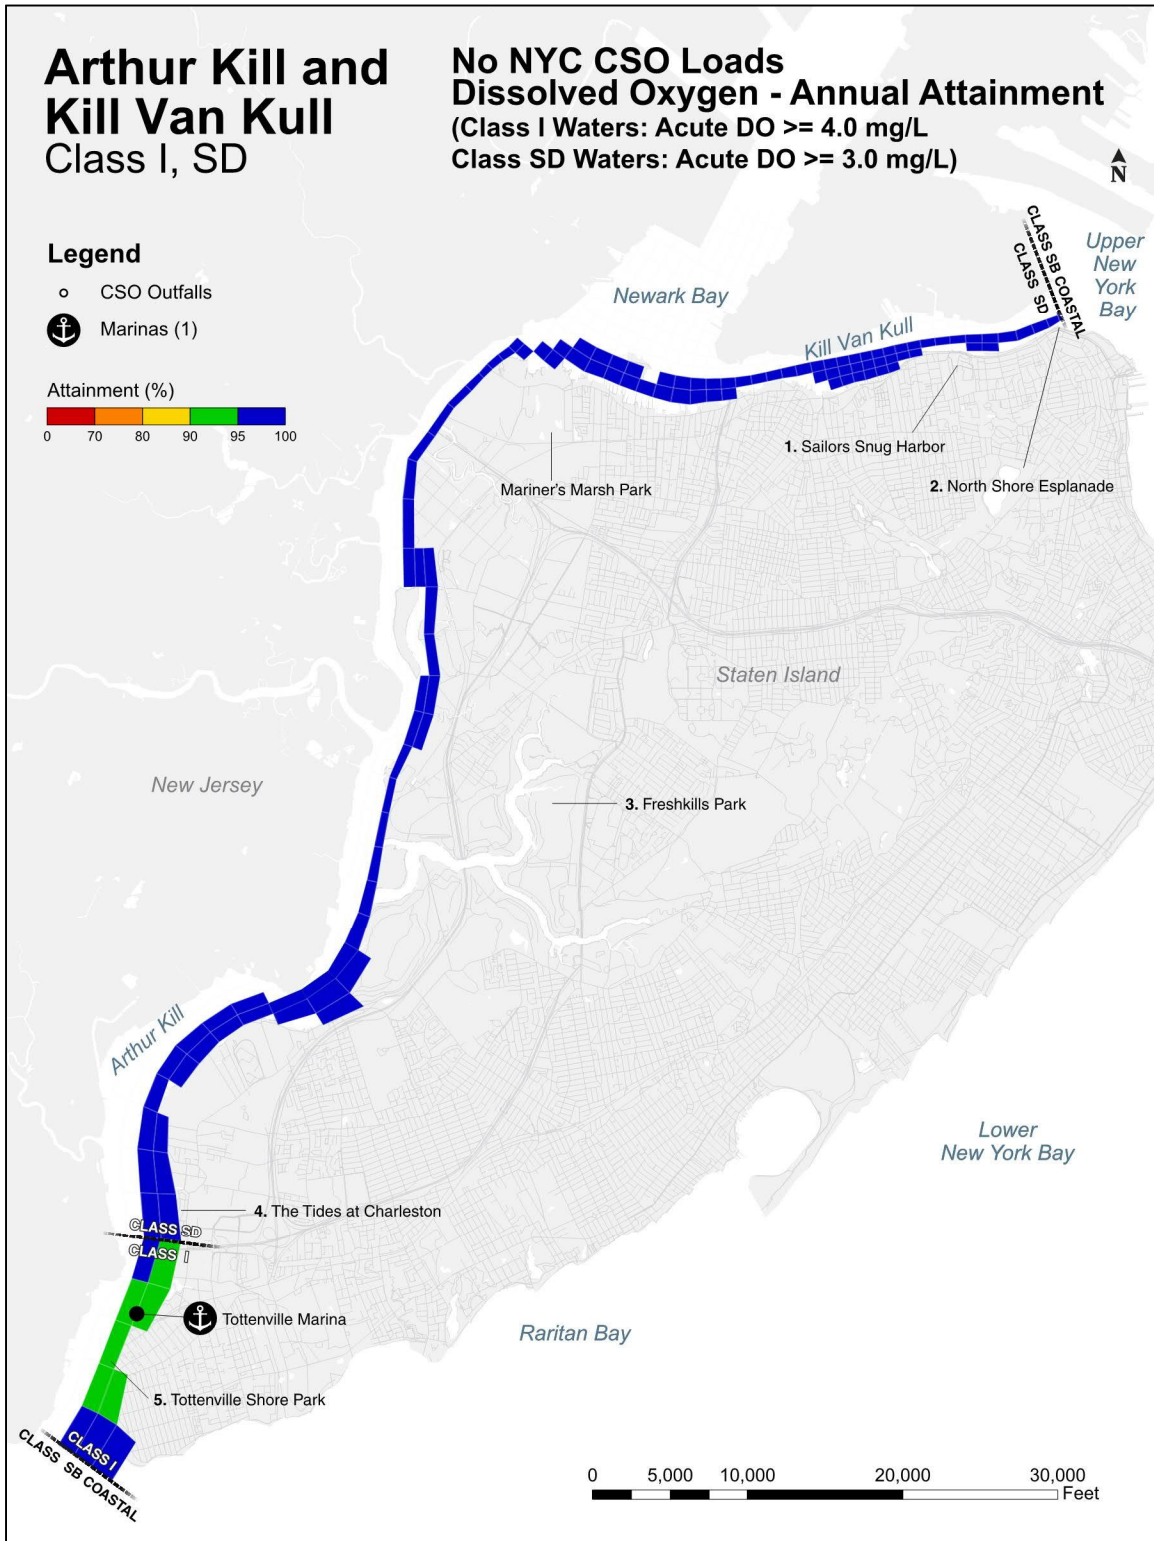 Arthur Kill and
Kill Van Kull
Class I, SD
No NYC CSO Loads
Dissolved Oxygen - Annual Attainment
(Class I Waters: Acute DO >= 4.0 mg/L
Class SD Waters: Acute DO >= 3.0 mg/L)
N
Legend
CSO Outfalls
Marinas (1)
Attainment (%)
0 70 80 90 95 100
CLASS SB COASTAL
CLASS SD
Upper
New
York
Bay
Newark Bay
Kill Van Kull
1. Sailors Snug Harbor
2. North Shore Esplanade
Mariner's Marsh Park
Staten Island
New Jersey
3. Freshkills Park
Arthur Kill
Lower
New York Bay
4. The Tides at Charleston
CLASS SD
CLASS I
Tottenville Marina
Raritan Bay
5. Tottenville Shore Park
CLASS I
CLASS SB COASTAL
0 5,000 10,000 20,000 30,000
Feet